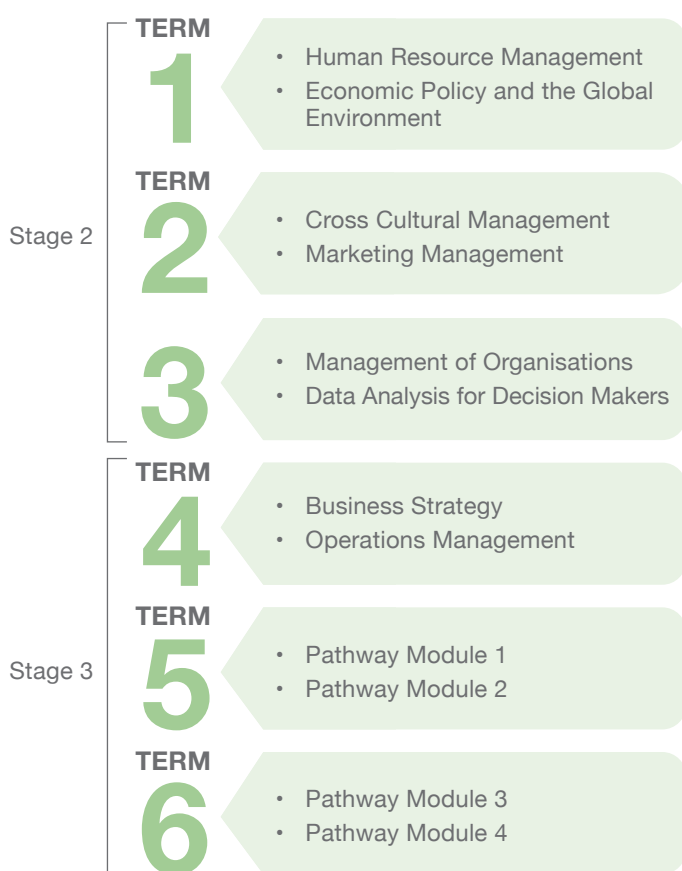 Stage 2
TERM
1
• Human Resource Management
• Economic Policy and the Global
Environment
TERM
2
• Cross Cultural Management
• Marketing Management
3
• Management of Organisations
• Data Analysis for Decision Makers
Stage 3
TERM
4
• Business Strategy
• Operations Management
TERM
5
• Pathway Module 1
• Pathway Module 2
TERM
6
• Pathway Module 3
• Pathway Module 4